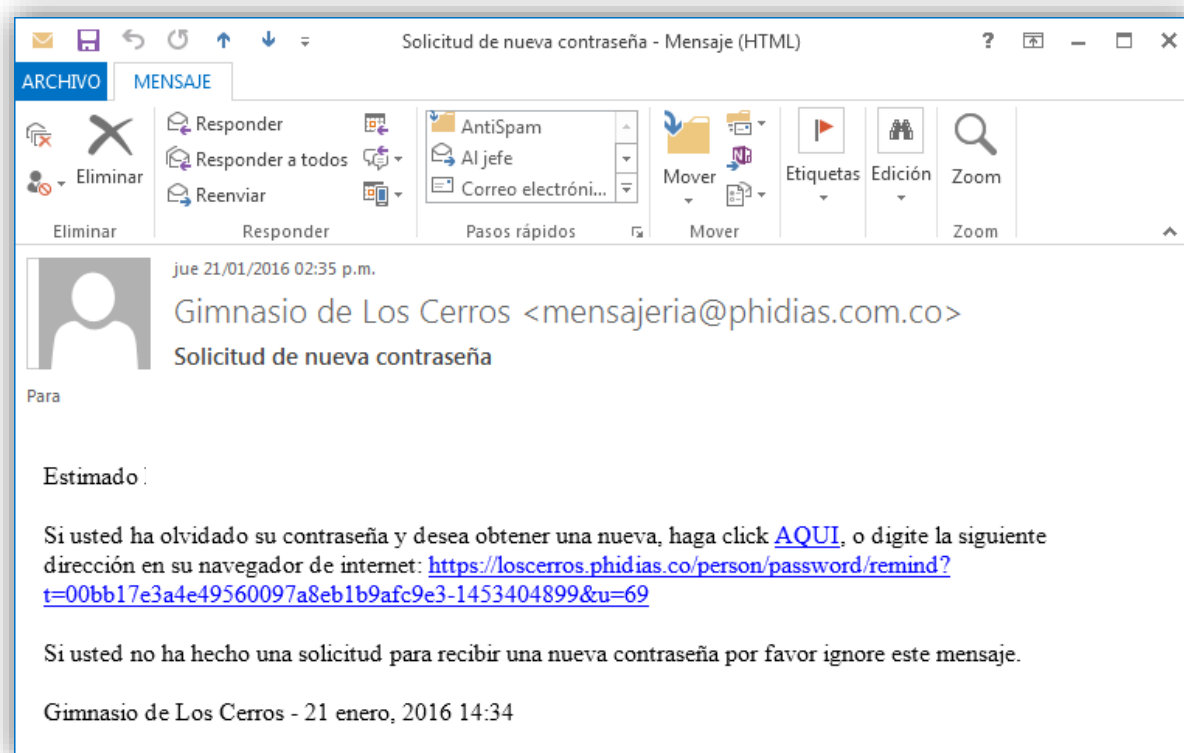 Solicitud de nueva contraseña - Mensaje (HTML)
ARCHIVO MENSAJE
Eliminar
Responder
Responder a todos
Reenviar
AntiSpam
Al jefe
Correo electróni...
Mover
Etiquetas
Edición
Zoom
Eliminar Responder Pasos rápidos Mover Zoom
jue 21/01/2016 02:35 p.m.
Gimnasio de Los Cerros <mensajeria@phidias.com.co>
Solicitud de nueva contraseña
Para
Estimado
Si usted ha olvidado su contraseña y desea obtener una nueva, haga click AQUI, o digite la siguiente
dirección en su navegador de internet: https://loscerros.phidias.co/person/password/remind?
t=00bb17e3a4e49560097a8eb1b9afc9e3-1453404899&u=69
Si usted no ha hecho una solicitud para recibir una nueva contraseña por favor ignore este mensaje.
Gimnasio de Los Cerros - 21 enero, 2016 14:34